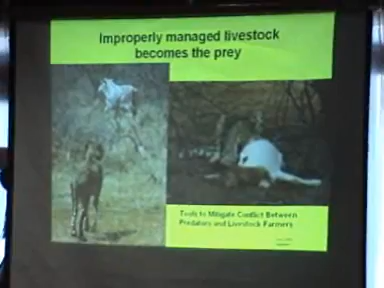 Improperly managed livestock
becomes the prey
Tools to Mitigate Conflict Between
Predators and Livestock Farmers